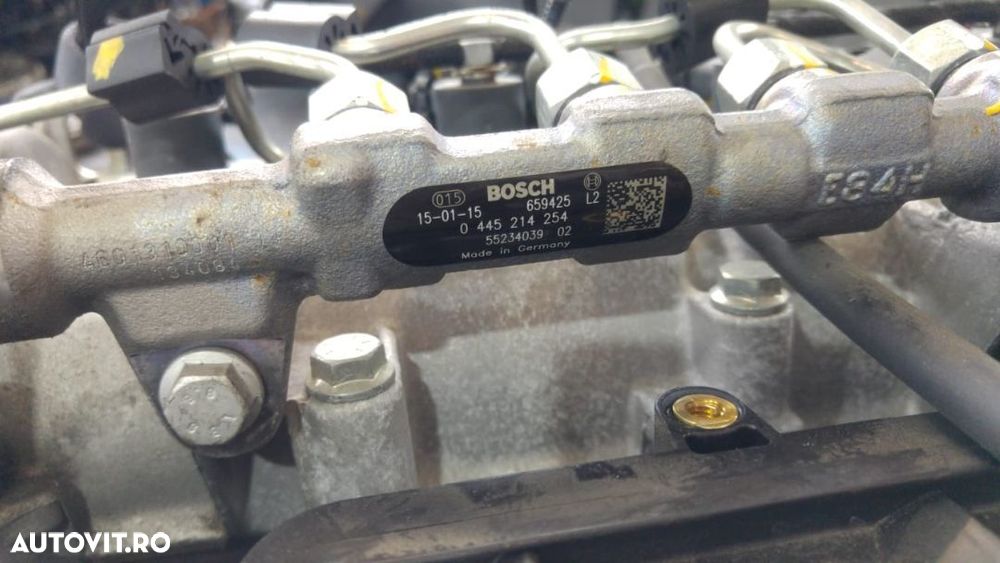 015 BOSCH
15-01-15 659425 L2
0 445 214 254
55234039 02
Made in Germany
E84H
AUTOVIT.RO